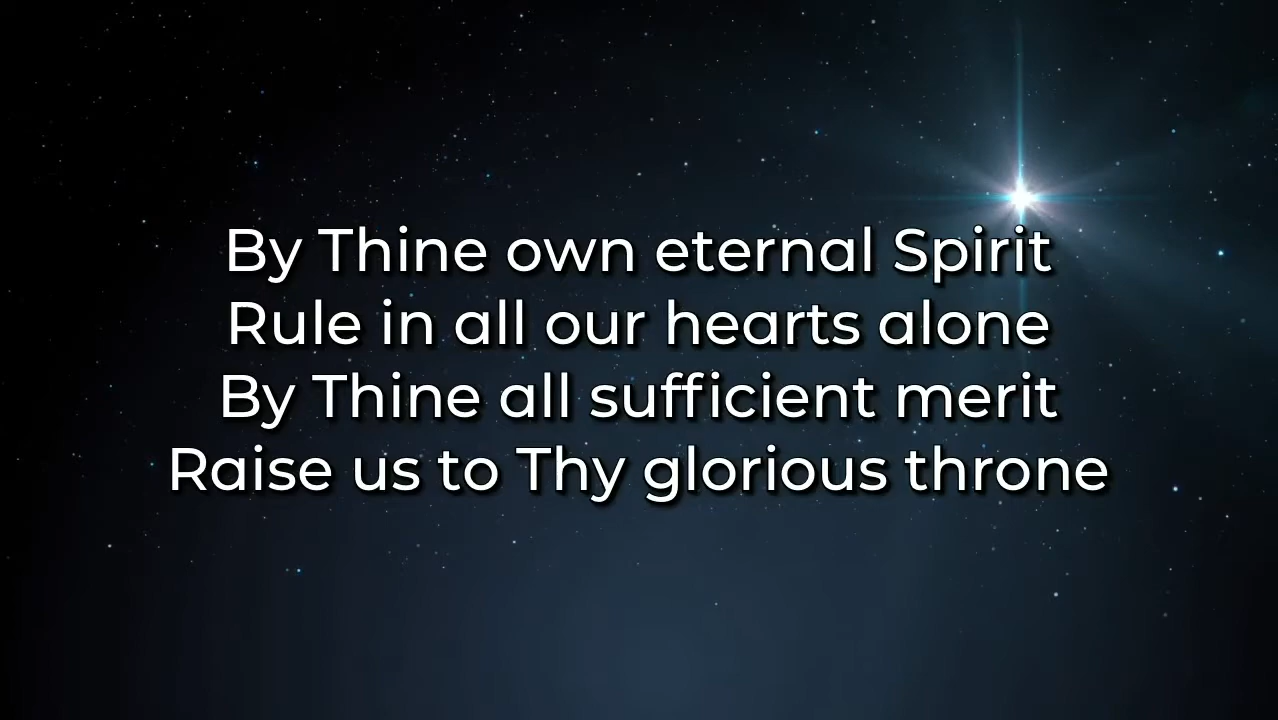 By Thine own eternal Spirit
Rule in all our hearts alone
By Thine all sufficient merit
Raise us to Thy glorious throne